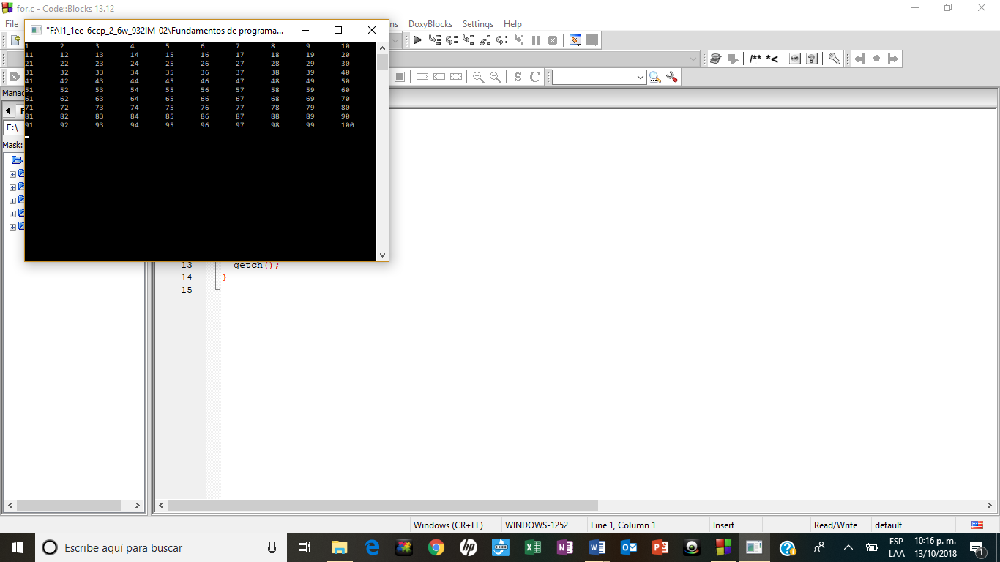 for.c - Code::Blocks 13.12
File
ns DoxyBlocks Settings Help
"F:\I1_1ee-6ccp_2_6w_932IM-02\Fundamentos de programa...
1 2 3 4 5 6 7 8 9 10
11 12 13 14 15 16 17 18 19 20
21 22 23 24 25 26 27 28 29 30
31 32 33 34 35 36 37 38 39 40
41 42 43 44 45 46 47 48 49 50
51 52 53 54 55 56 57 58 59 60
61 62 63 64 65 66 67 68 69 70
71 72 73 74 75 76 77 78 79 80
81 82 83 84 85 86 87 88 89 90
91 92 93 94 95 96 97 98 99 100
/** *<
S C
Manag
F
F:\
Mask:
13 getch();
14 }
15
Windows (CR+LF) WINDOWS-1252 Line 1, Column 1 Insert Read/Write default
Escribe aquí para buscar
ESP 10:16 p. m.
LAA 13/10/2018